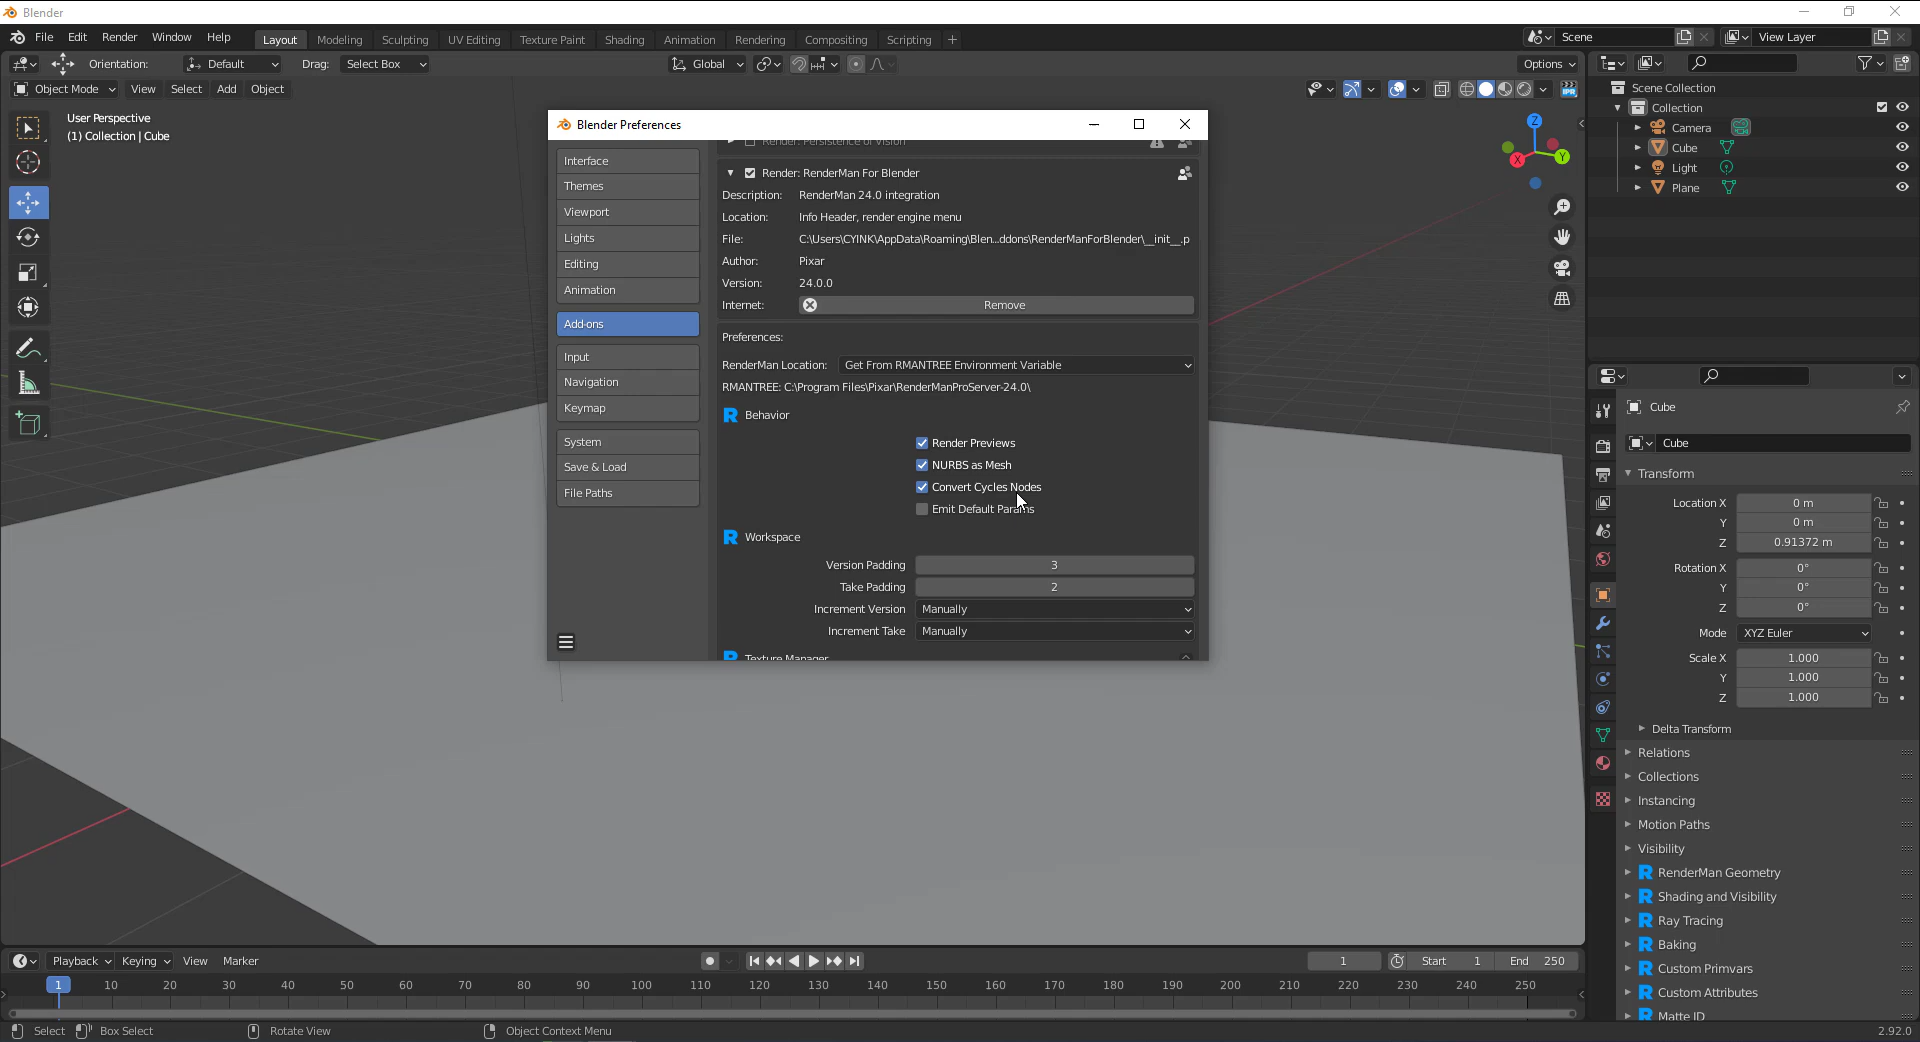 Blender
File Edit Render Window Help Layout Modeling Sculpting UV Editing Texture Paint Shading Animation Rendering Compositing Scripting + Scene View Layer
Orientation: Default Drag: Select Box Global Options
Object Mode View Select Add Object
User Perspective
(1) Collection | Cube
Z
X
Y
Blender Preferences
Interface
Themes
Viewport
Lights
Editing
Animation
Add-ons
Input
Navigation
Keymap
System
Save & Load
File Paths
Render: Persistence of Vision
Render: RenderMan For Blender
Description: RenderMan 24.0 integration
Location: Info Header, render engine menu
File: C:\Users\CYINK\AppData\Roaming\Blen...ddons\RenderManForBlender\__init__.p
Author: Pixar
Version: 24.0.0
Internet: Remove
Preferences:
RenderMan Location: Get From RMANTREE Environment Variable
RMANTREE: C:\Program Files\Pixar\RenderManProServer-24.0\
Behavior
Render Previews
NURBS as Mesh
Convert Cycles Nodes
Emit Default Params
Workspace
Version Padding 3
Take Padding 2
Increment Version Manually
Increment Take Manually
Texture Manager
Scene Collection
Collection
Camera
Cube
Light
Plane
Cube
Cube
Transform
Location X 0 m
Y 0 m
Z 0.91372 m
Rotation X 0°
Y 0°
Z 0°
Mode XYZ Euler
Scale X 1.000
Y 1.000
Z 1.000
Delta Transform
Relations
Collections
Instancing
Motion Paths
Visibility
RenderMan Geometry
Shading and Visibility
Ray Tracing
Baking
Custom Primvars
Custom Attributes
Matte ID
Playback Keying View Marker 1 Start 1 End 250
1 10 20 30 40 50 60 70 80 90 100 110 120 130 140 150 160 170 180 190 200 210 220 230 240 250
Select Box Select Rotate View Object Context Menu 2.92.0